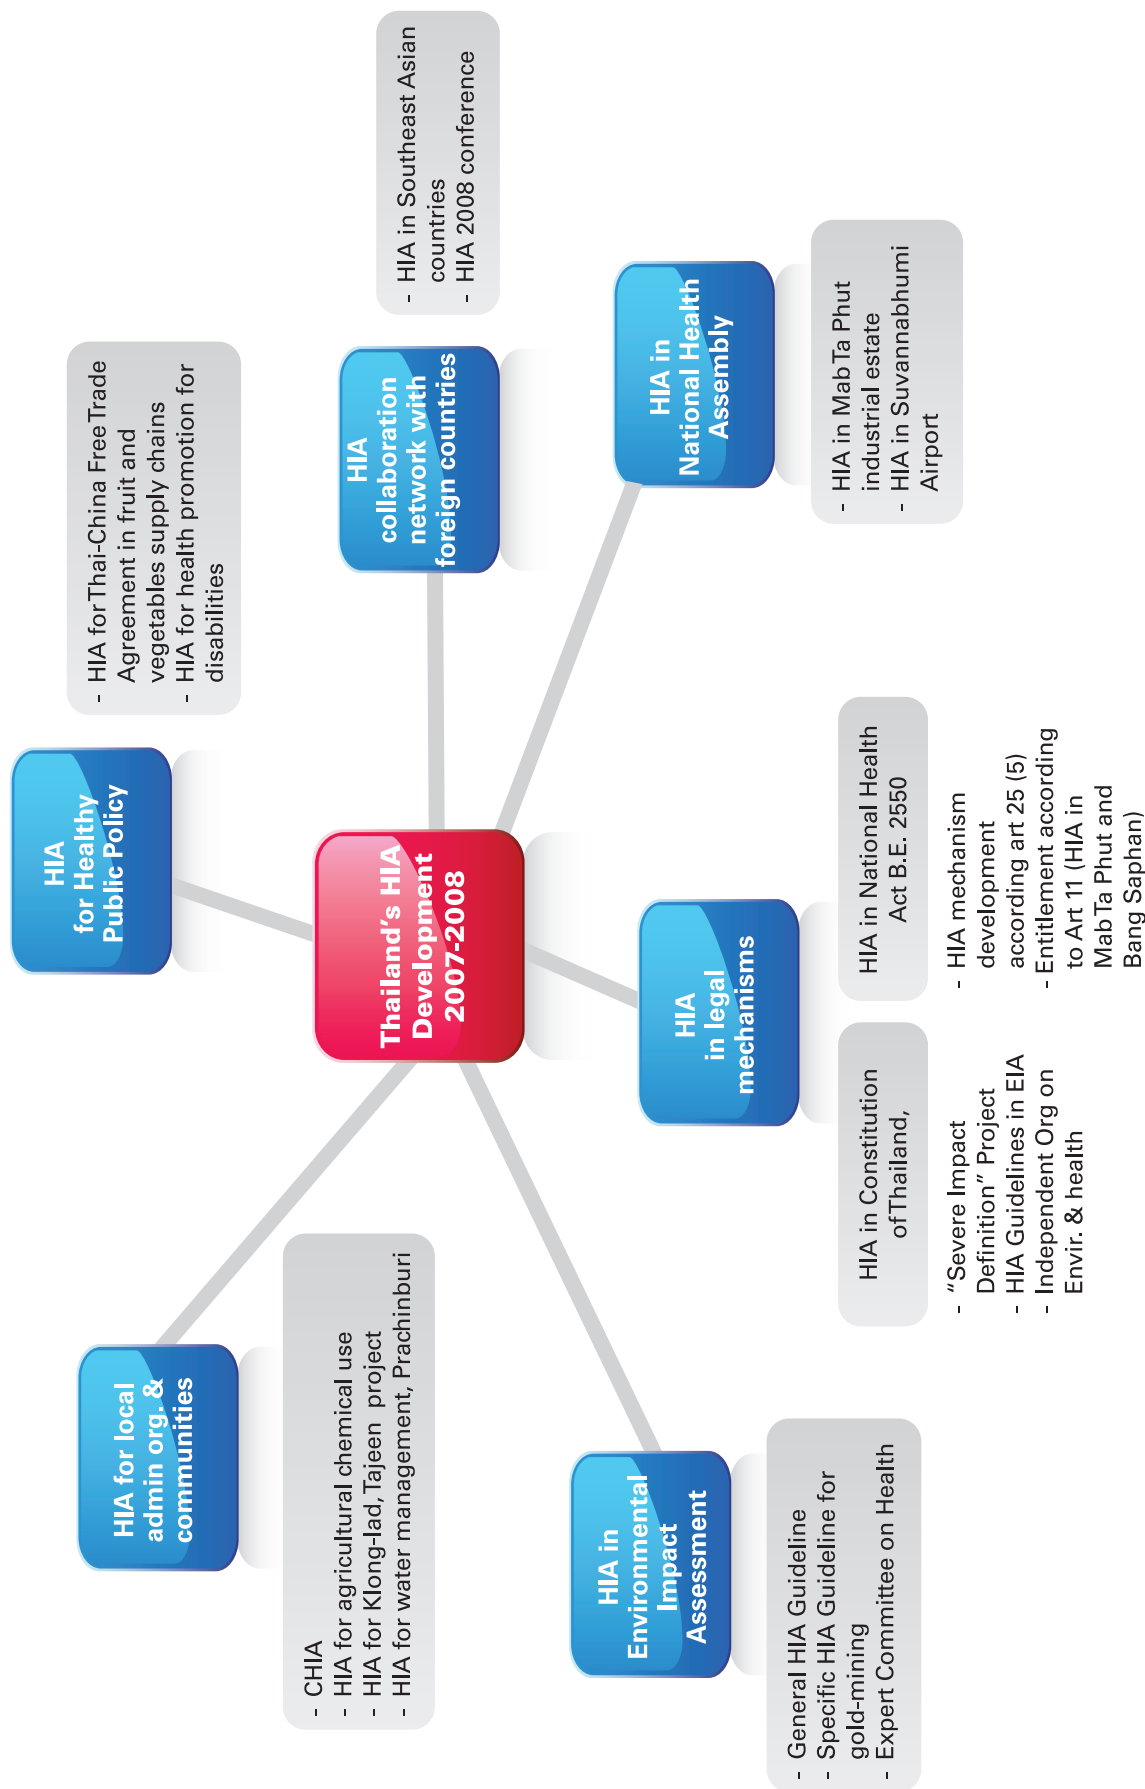 HIA
for Healthy
Public Policy
- HIA for Thai-China Free Trade
Agreement in fruit and
vegetables supply chains
- HIA for health promotion for
disabilities
HIA for local
admin org. &
communities
- CHIA
- HIA for agricultural chemical use
- HIA for Klong-lad, Tajeen project
- HIA for water management, Prachinburi
Thailand's HIA
Development
2007-2008
HIA
collaboration
network with
foreign countries
- HIA in Southeast Asian
countries
- HIA 2008 conference
HIA in
Environmental
Impact
Assessment
- General HIA Guideline
- Specific HIA Guideline for
gold-mining
- Expert Committee on Health
HIA
in legal
mechanisms
HIA in Constitution
of Thailand,
- “Severe Impact
Definition” Project
- HIA Guidelines in EIA
- Independent Org on
Envir. & health
HIA in National Health
Act B.E. 2550
- HIA mechanism
development
according art 25 (5)
- Entitlement according
to Art 11 (HIA in
Mab Ta Phut and
Bang Saphan)
HIA in
National Health
Assembly
- HIA in Mab Ta Phut
industrial estate
- HIA in Suvannabhumi
Airport